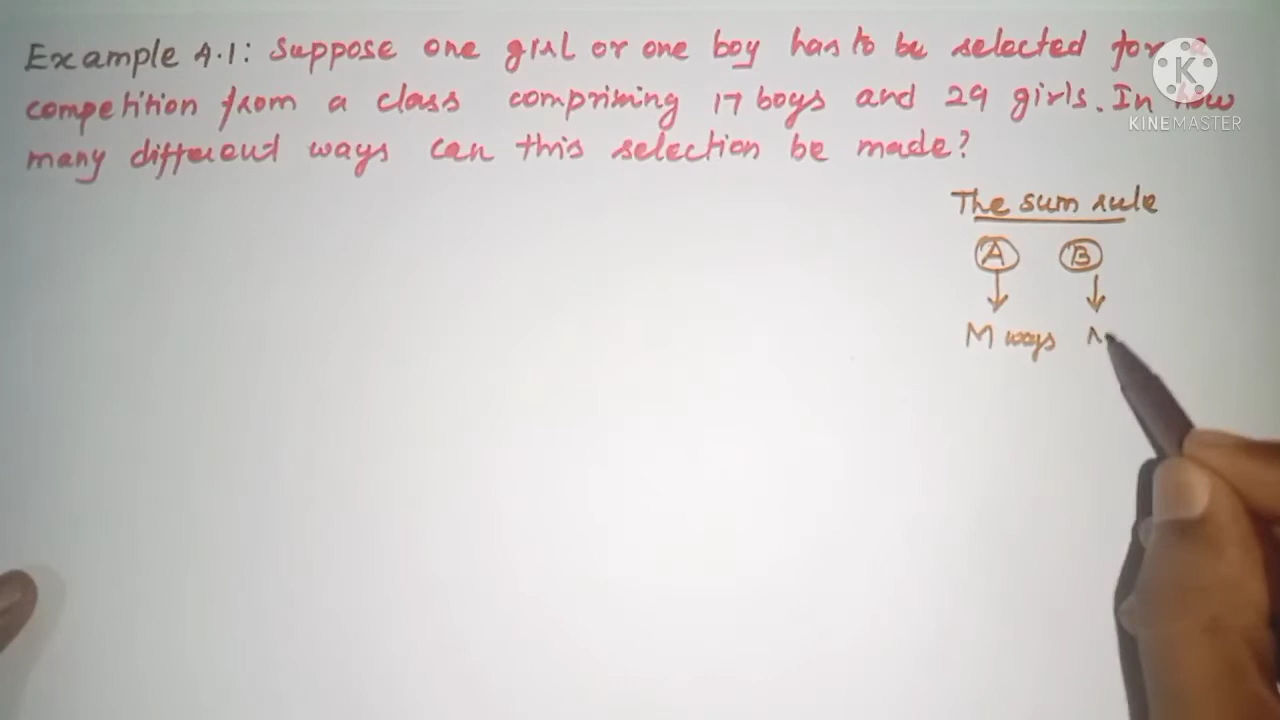 Example 4.1: Suppose one girl or one boy has to be selected for a
competition from a class comprising 17 boys and 29 girls. In how
many different ways can this selection be made?
The sum rule
A B
M ways
K
KINEMASTER